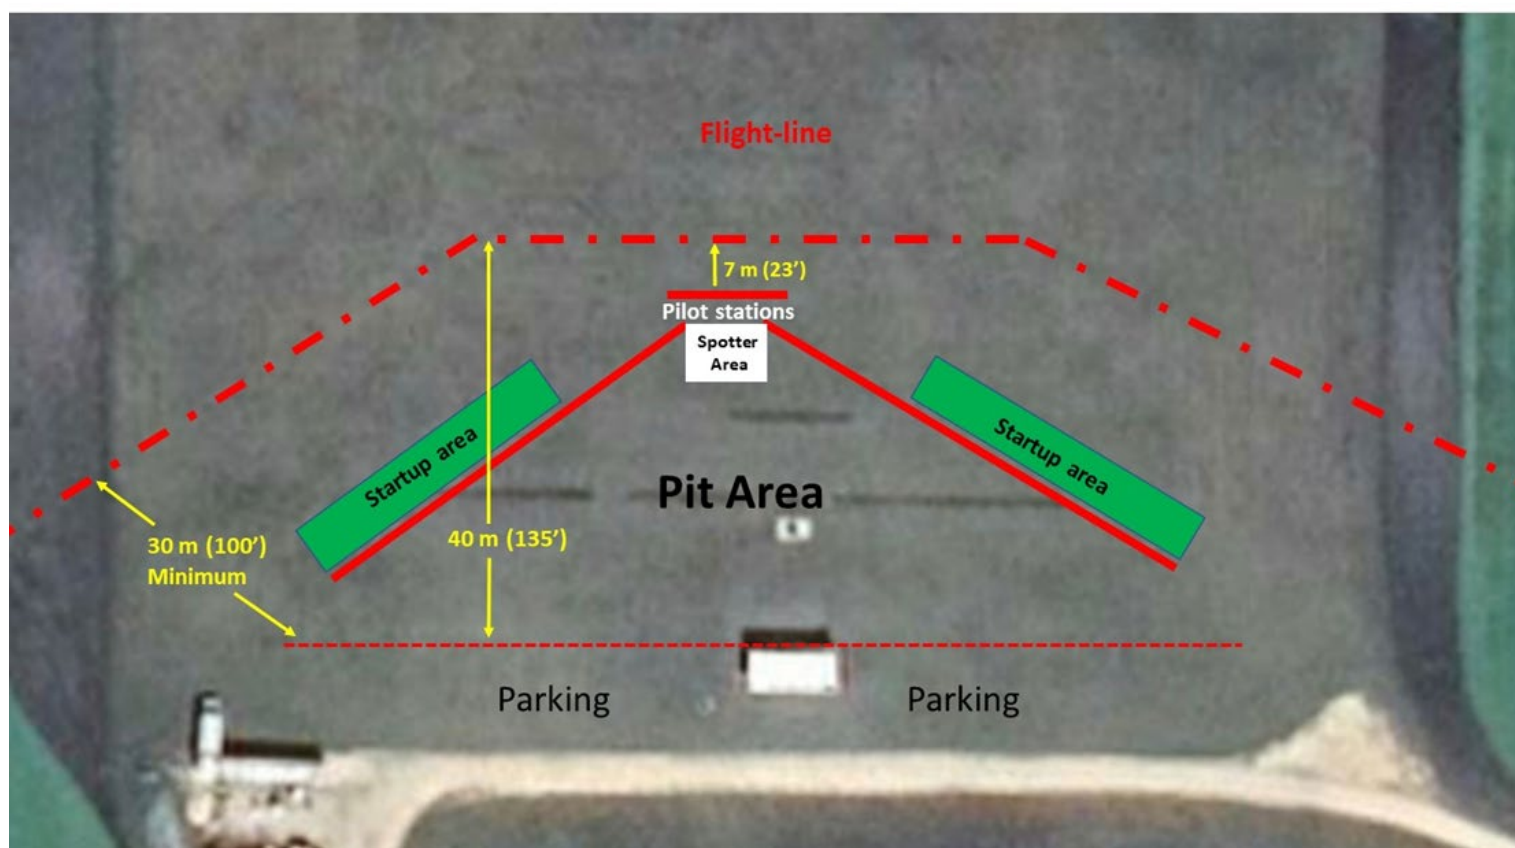 Flight-line
7 m (23’)
Pilot stations
Spotter
Area
Startup area
Startup area
Pit Area
40 m (135’)
30 m (100’)
Minimum
Parking
Parking